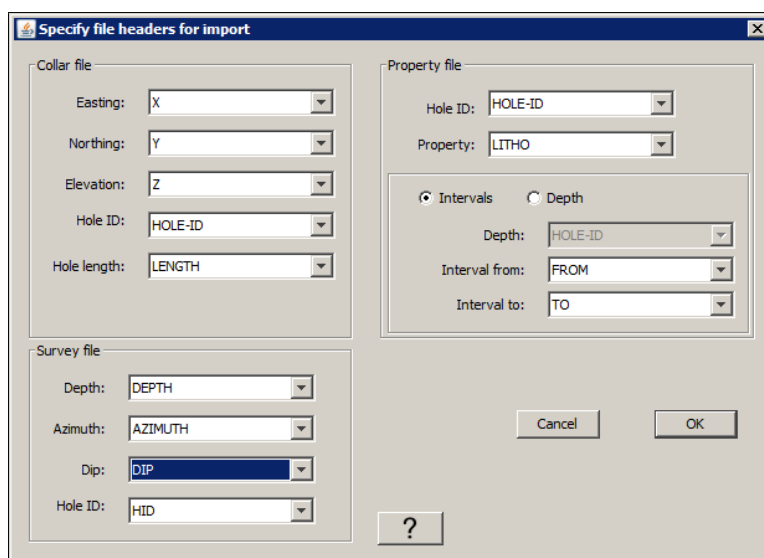 Specify file headers for import
Collar file
Easting: X
Northing: Y
Elevation: Z
Hole ID: HOLE-ID
Hole length: LENGTH
Survey file
Depth: DEPTH
Azimuth: AZIMUTH
Dip: DIP
Hole ID: HID
Property file
Hole ID: HOLE-ID
Property: LITHO
Intervals Depth
Depth: HOLE-ID
Interval from: FROM
Interval to: TO
Cancel OK
?